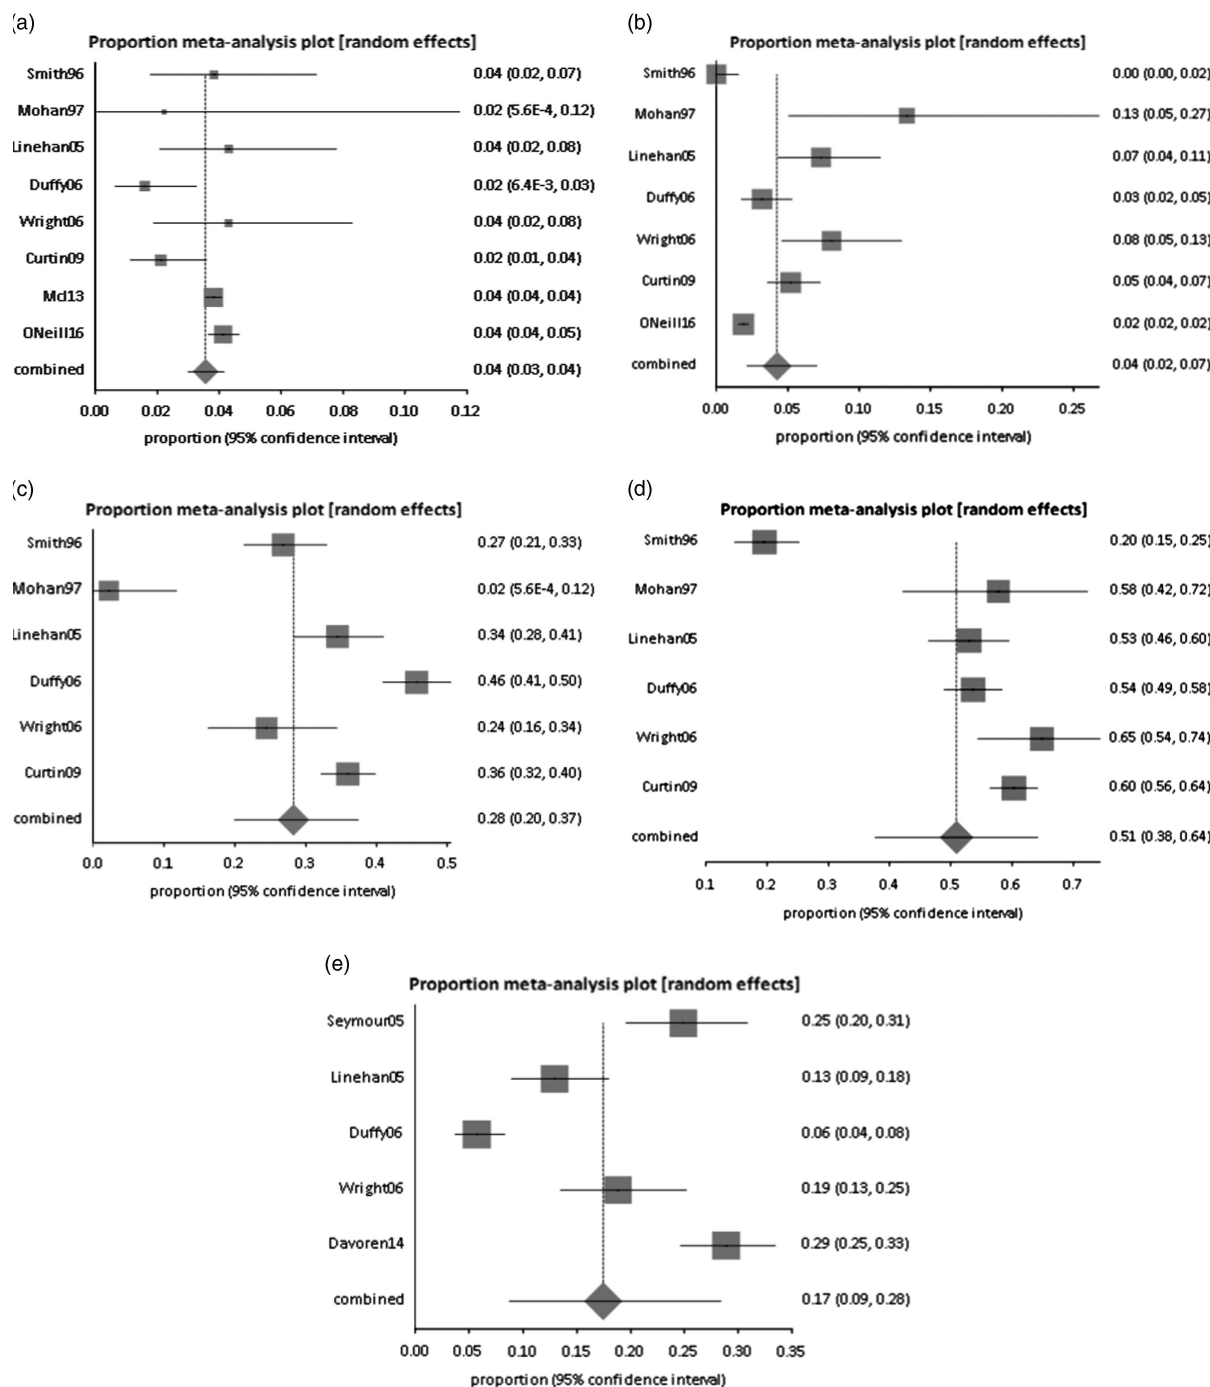 (a)
Proportion meta-analysis plot [random effects]
Smith96 0.04 (0.02, 0.07)
Mohan97 0.02 (5.6E-4, 0.12)
Linehan05 0.04 (0.02, 0.08)
Duffy06 0.02 (6.4E-3, 0.03)
Wright06 0.04 (0.02, 0.08)
Curtin09 0.02 (0.01, 0.04)
McI13 0.04 (0.04, 0.04)
ONeill16 0.04 (0.04, 0.05)
combined 0.04 (0.03, 0.04)
0.00 0.02 0.04 0.06 0.08 0.10 0.12
proportion (95% confidence interval)
(b)
Proportion meta-analysis plot [random effects]
Smith96 0.00 (0.00, 0.02)
Mohan97 0.13 (0.05, 0.27)
Linehan05 0.07 (0.04, 0.11)
Duffy06 0.03 (0.02, 0.05)
Wright06 0.08 (0.05, 0.13)
Curtin09 0.05 (0.04, 0.07)
ONeill16 0.02 (0.02, 0.02)
combined 0.04 (0.02, 0.07)
0.00 0.05 0.10 0.15 0.20 0.25
proportion (95% confidence interval)
(c)
Proportion meta-analysis plot [random effects]
Smith96 0.27 (0.21, 0.33)
Mohan97 0.02 (5.6E-4, 0.12)
Linehan05 0.34 (0.28, 0.41)
Duffy06 0.46 (0.41, 0.50)
Wright06 0.24 (0.16, 0.34)
Curtin09 0.36 (0.32, 0.40)
combined 0.28 (0.20, 0.37)
0.0 0.1 0.2 0.3 0.4 0.5
proportion (95% confidence interval)
(d)
Proportion meta-analysis plot [random effects]
Smith96 0.20 (0.15, 0.25)
Mohan97 0.58 (0.42, 0.72)
Linehan05 0.53 (0.46, 0.60)
Duffy06 0.54 (0.49, 0.58)
Wright06 0.65 (0.54, 0.74)
Curtin09 0.60 (0.56, 0.64)
combined 0.51 (0.38, 0.64)
0.1 0.2 0.3 0.4 0.5 0.6 0.7
proportion (95% confidence interval)
(e)
Proportion meta-analysis plot [random effects]
Seymour05 0.25 (0.20, 0.31)
Linehan05 0.13 (0.09, 0.18)
Duffy06 0.06 (0.04, 0.08)
Wright06 0.19 (0.13, 0.25)
Davoren14 0.29 (0.25, 0.33)
combined 0.17 (0.09, 0.28)
0.00 0.05 0.10 0.15 0.20 0.25 0.30 0.35
proportion (95% confidence interval)